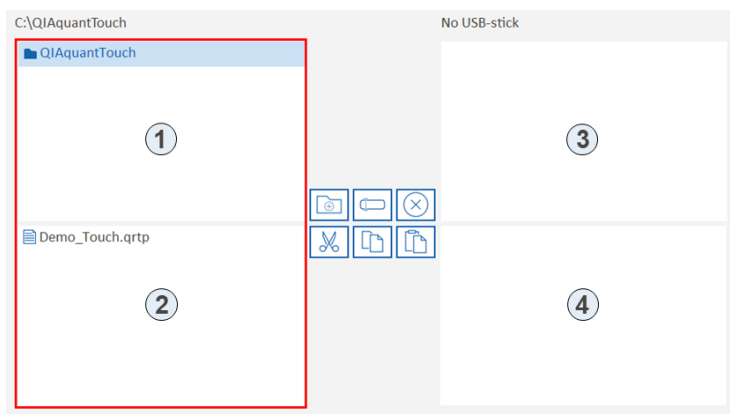 C:\QIAquantTouch
No USB-stick
QIAquantTouch
1
3
Demo_Touch.qrtp
2
4